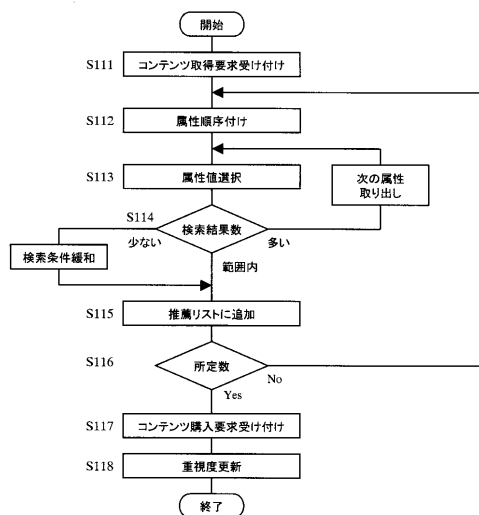 開始
S111
コンテンツ取得要求受け付け
S112
属性順序付け
S113
属性値選択
次の属性
取り出し
S114
検索結果数
少ない
多い
検索条件緩和
範囲内
S115
推薦リストに追加
S116
所定数
No
Yes
S117
コンテンツ購入要求受け付け
S118
重視度更新
終了